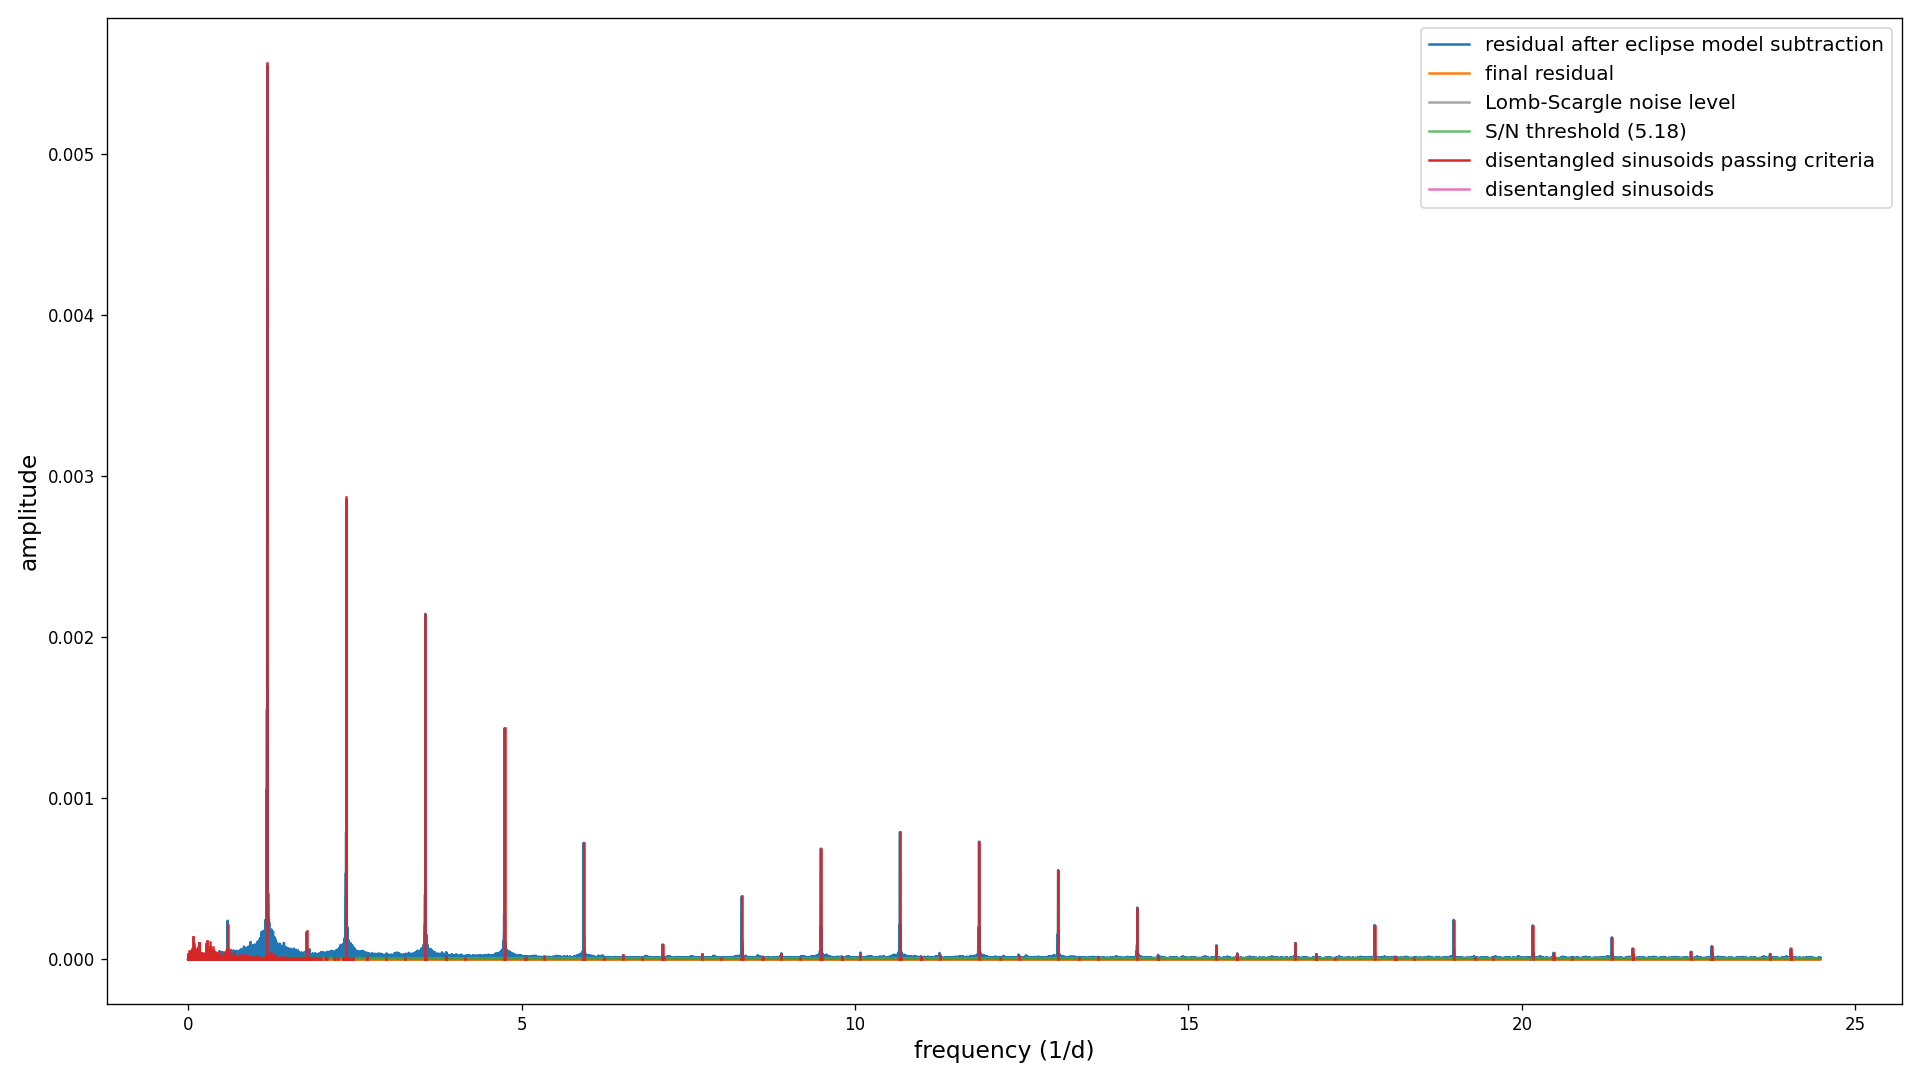 residual after eclipse model subtraction
final residual
Lomb-Scargle noise level
S/N threshold (5.18)
disentangled sinusoids passing criteria
disentangled sinusoids
amplitude
0.005
0.004
0.003
0.002
0.001
0.000
0 5 10 15 20 25
frequency (1/d)